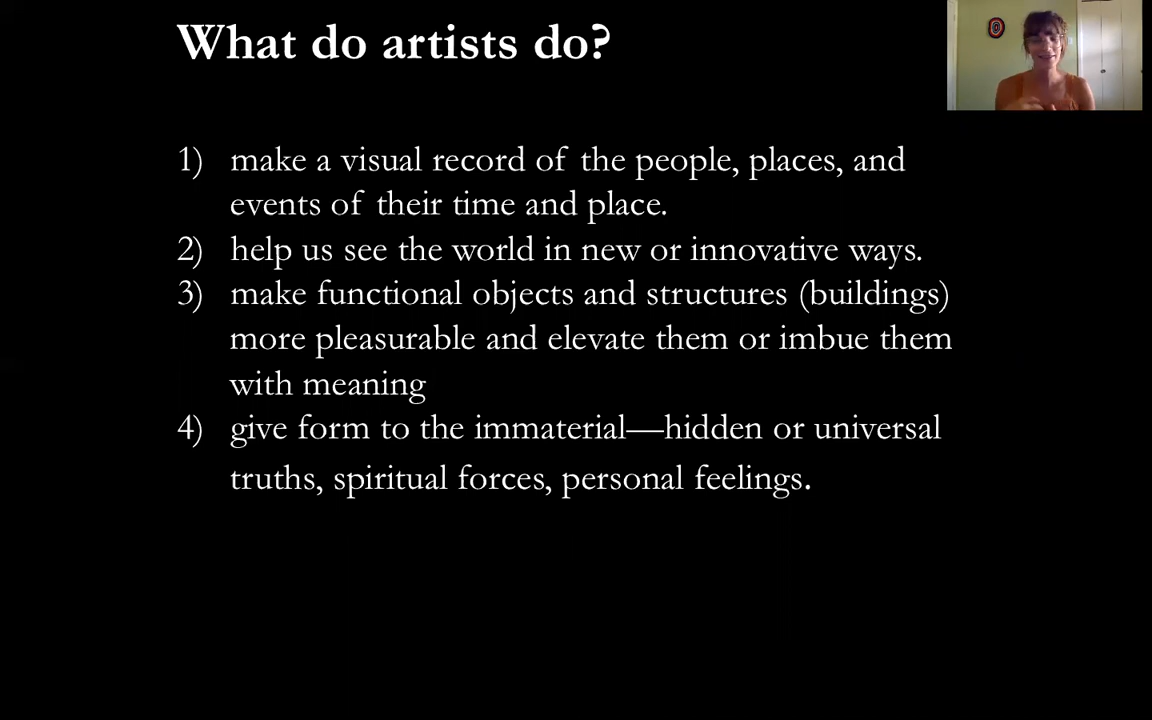 What do artists do?
1) make a visual record of the people, places, and
events of their time and place.
2) help us see the world in new or innovative ways.
3) make functional objects and structures (buildings)
more pleasurable and elevate them or imbue them
with meaning
4) give form to the immaterial—hidden or universal
truths, spiritual forces, personal feelings.